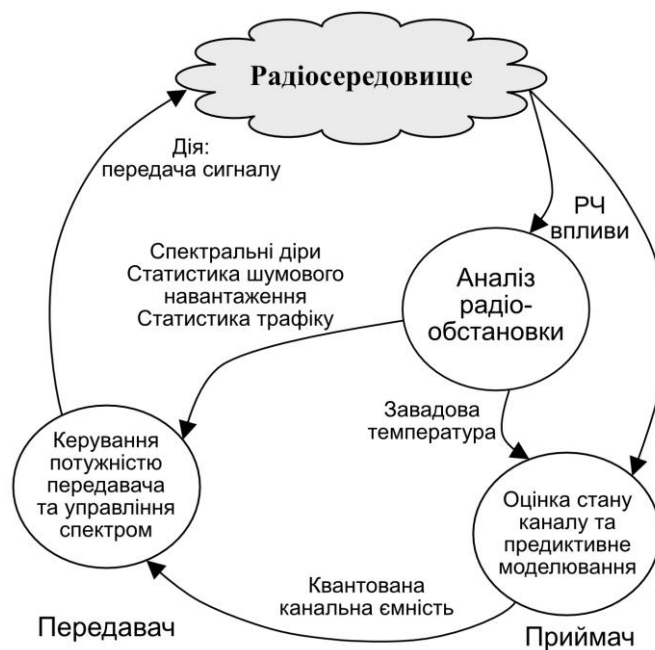 Радіосередовище
Дія:
передача сигналу
РЧ
впливи
Спектральні діри
Статистика шумового
навантаження
Статистика трафіку
Аналіз
радіо-
обстановки
Завадова
температура
Керування
потужністю
передавача
та управління
спектром
Оцінка стану
каналу та
предиктивне
моделювання
Квантована
канальна ємність
Передавач
Приймач